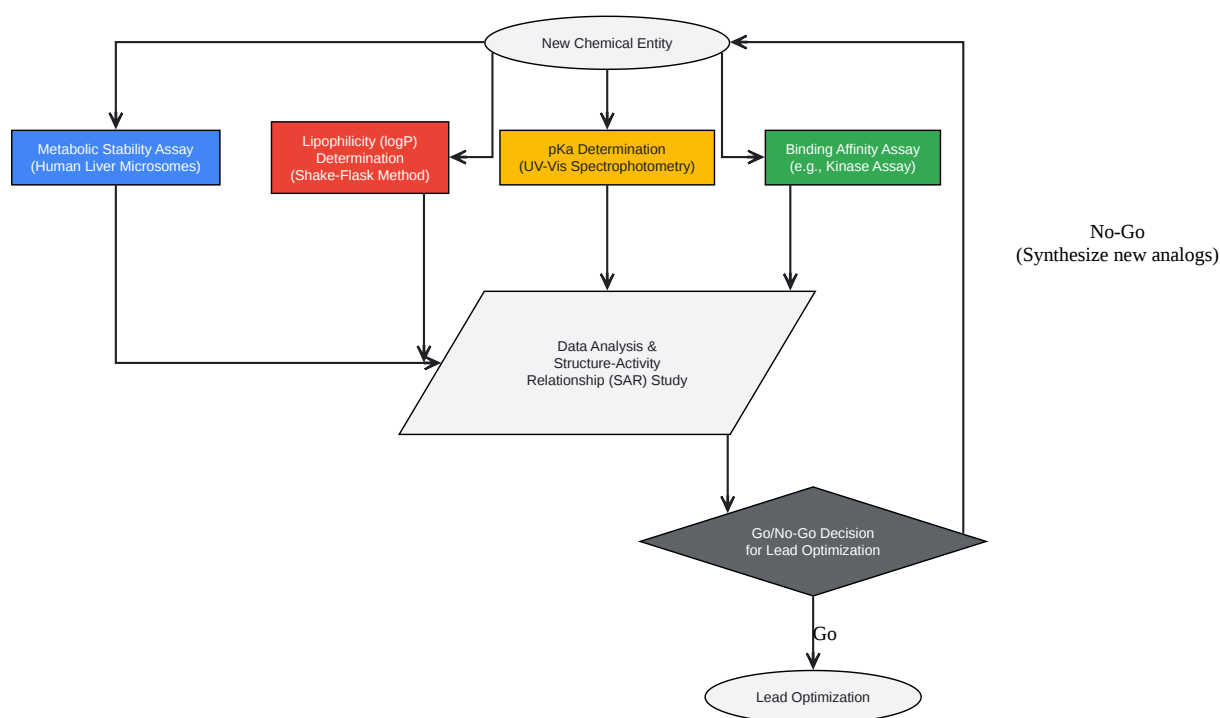 New Chemical Entity
Metabolic Stability Assay
(Human Liver Microsomes)
Lipophilicity (logP)
Determination
(Shake-Flask Method)
pKa Determination
(UV-Vis Spectrophotometry)
Binding Affinity Assay
(e.g., Kinase Assay)
No-Go
(Synthesize new analogs)
Data Analysis &
Structure-Activity
Relationship (SAR) Study
Go/No-Go Decision
for Lead Optimization
Go
Lead Optimization